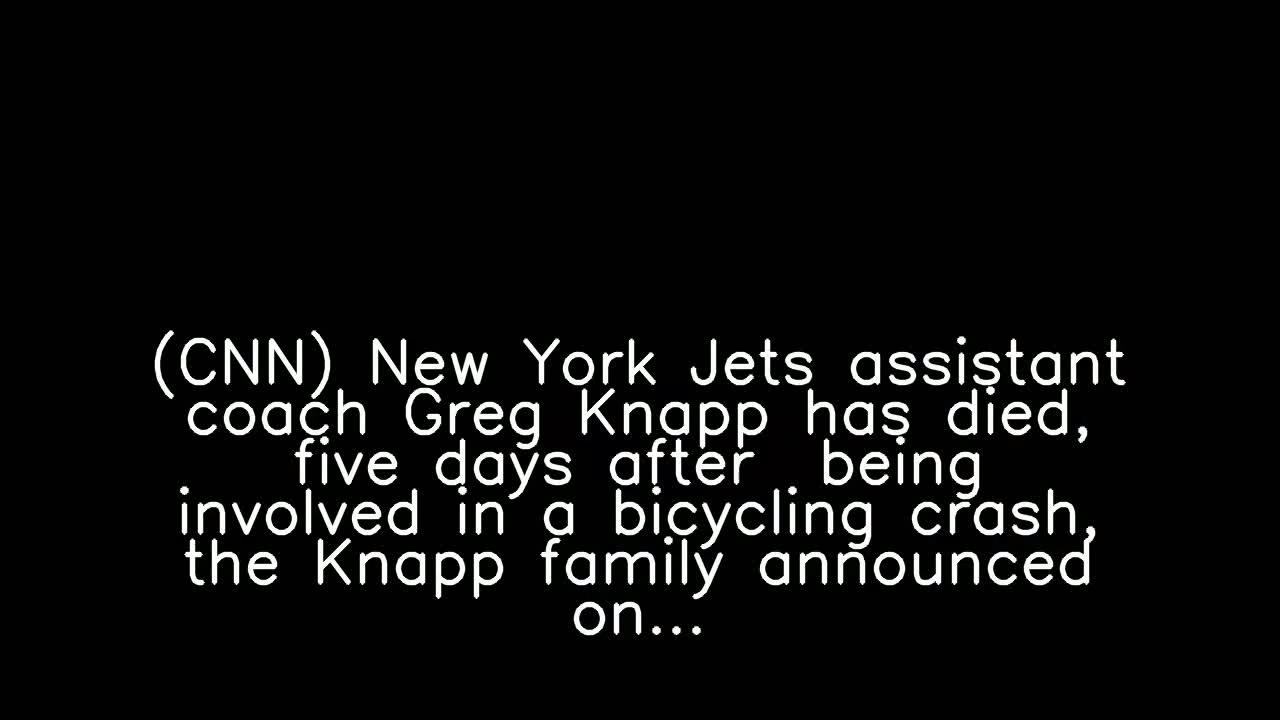 (CNN) New York Jets assistant
coach Greg Knapp has died,
five days after  being
involved in a bicycling crash,
the Knapp family announced
on...